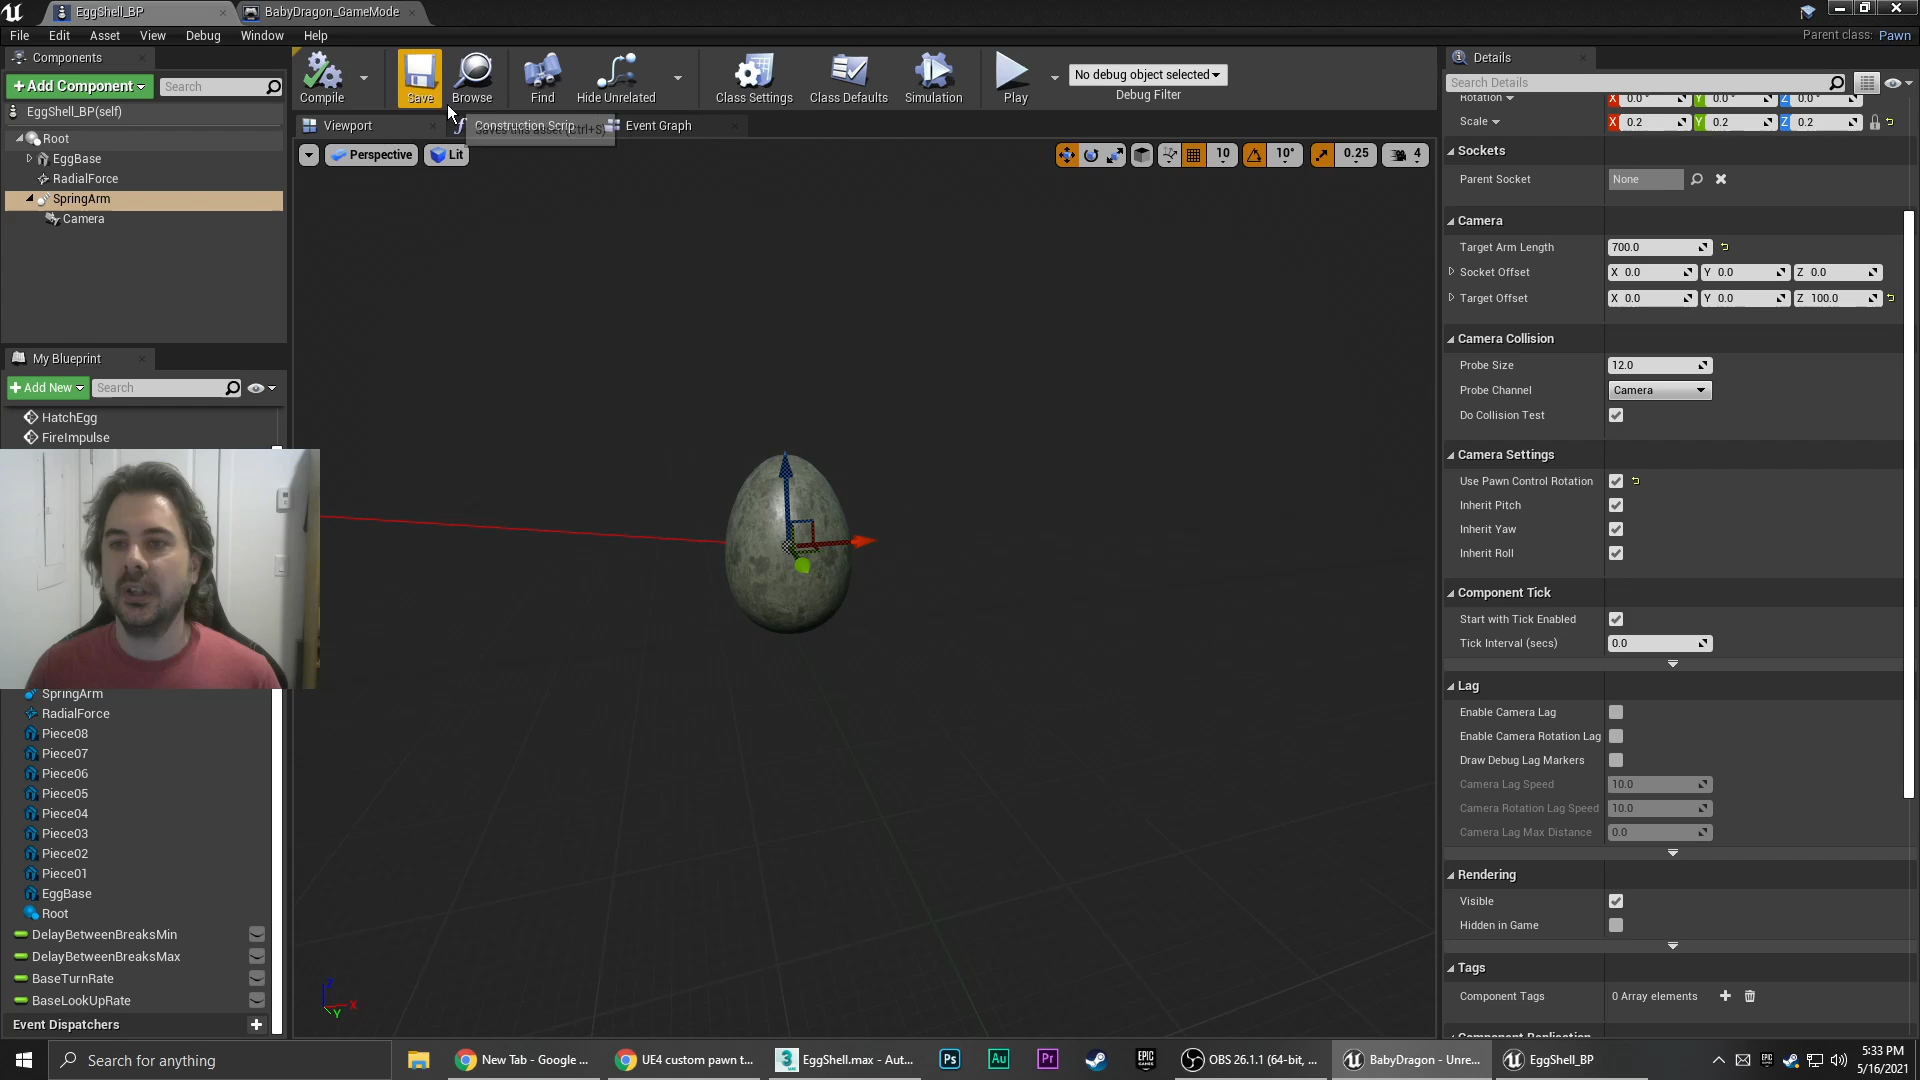 EggShell_BP
BabyDragon_GameMode
File Edit Asset View Debug Window Help
Parent class: Pawn
Components
Add Component
Search
EggShell_BP(self)
Root
EggBase
RadialForce
SpringArm
Camera
My Blueprint
Add New
Search
HatchEgg
FireImpulse
SpringArm
RadialForce
Piece08
Piece07
Piece06
Piece05
Piece04
Piece03
Piece02
Piece01
EggBase
Root
DelayBetweenBreaksMin
DelayBetweenBreaksMax
BaseTurnRate
BaseLookUpRate
Event Dispatchers
Compile Save Browse Find Hide Unrelated Class Settings Class Defaults Simulation Play
No debug object selected
Debug Filter
Viewport Construction Scrip Event Graph
Saves this asset (Ctrl+S)
Perspective Lit
10 10° 0.25 4
Z X Y
Details
Search Details
Rotation X 0.0° Y 0.0° Z 0.0°
Scale X 0.2 Y 0.2 Z 0.2
Sockets
Parent Socket None
Camera
Target Arm Length 700.0
Socket Offset X 0.0 Y 0.0 Z 0.0
Target Offset X 0.0 Y 0.0 Z 100.0
Camera Collision
Probe Size 12.0
Probe Channel Camera
Do Collision Test
Camera Settings
Use Pawn Control Rotation
Inherit Pitch
Inherit Yaw
Inherit Roll
Component Tick
Start with Tick Enabled
Tick Interval (secs) 0.0
Lag
Enable Camera Lag
Enable Camera Rotation Lag
Draw Debug Lag Markers
Camera Lag Speed 10.0
Camera Rotation Lag Speed 10.0
Camera Lag Max Distance 0.0
Rendering
Visible
Hidden in Game
Tags
Component Tags 0 Array elements
Component Replication
Search for anything
New Tab - Google ...
UE4 custom pawn t...
EggShell.max - Aut...
Ps Au Pr
EPIC GAMES
OBS 26.1.1 (64-bit, ...
BabyDragon - Unre...
EggShell_BP
5:33 PM
5/16/2021